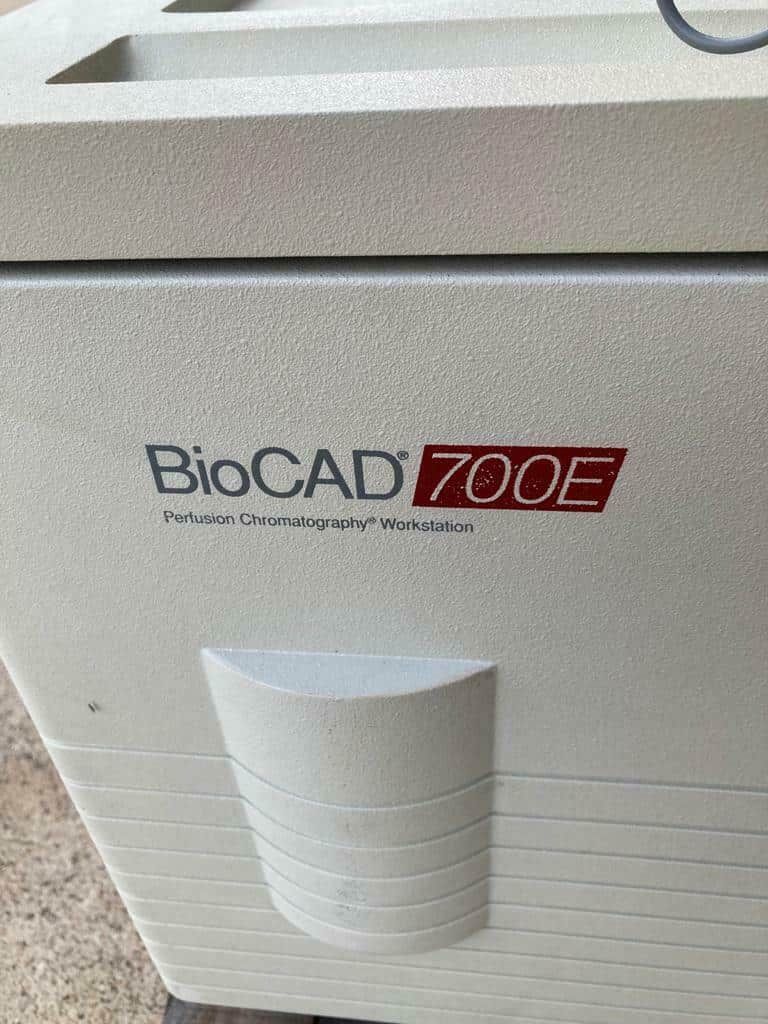 BioCAD® 700E
Perfusion Chromatography® Workstation